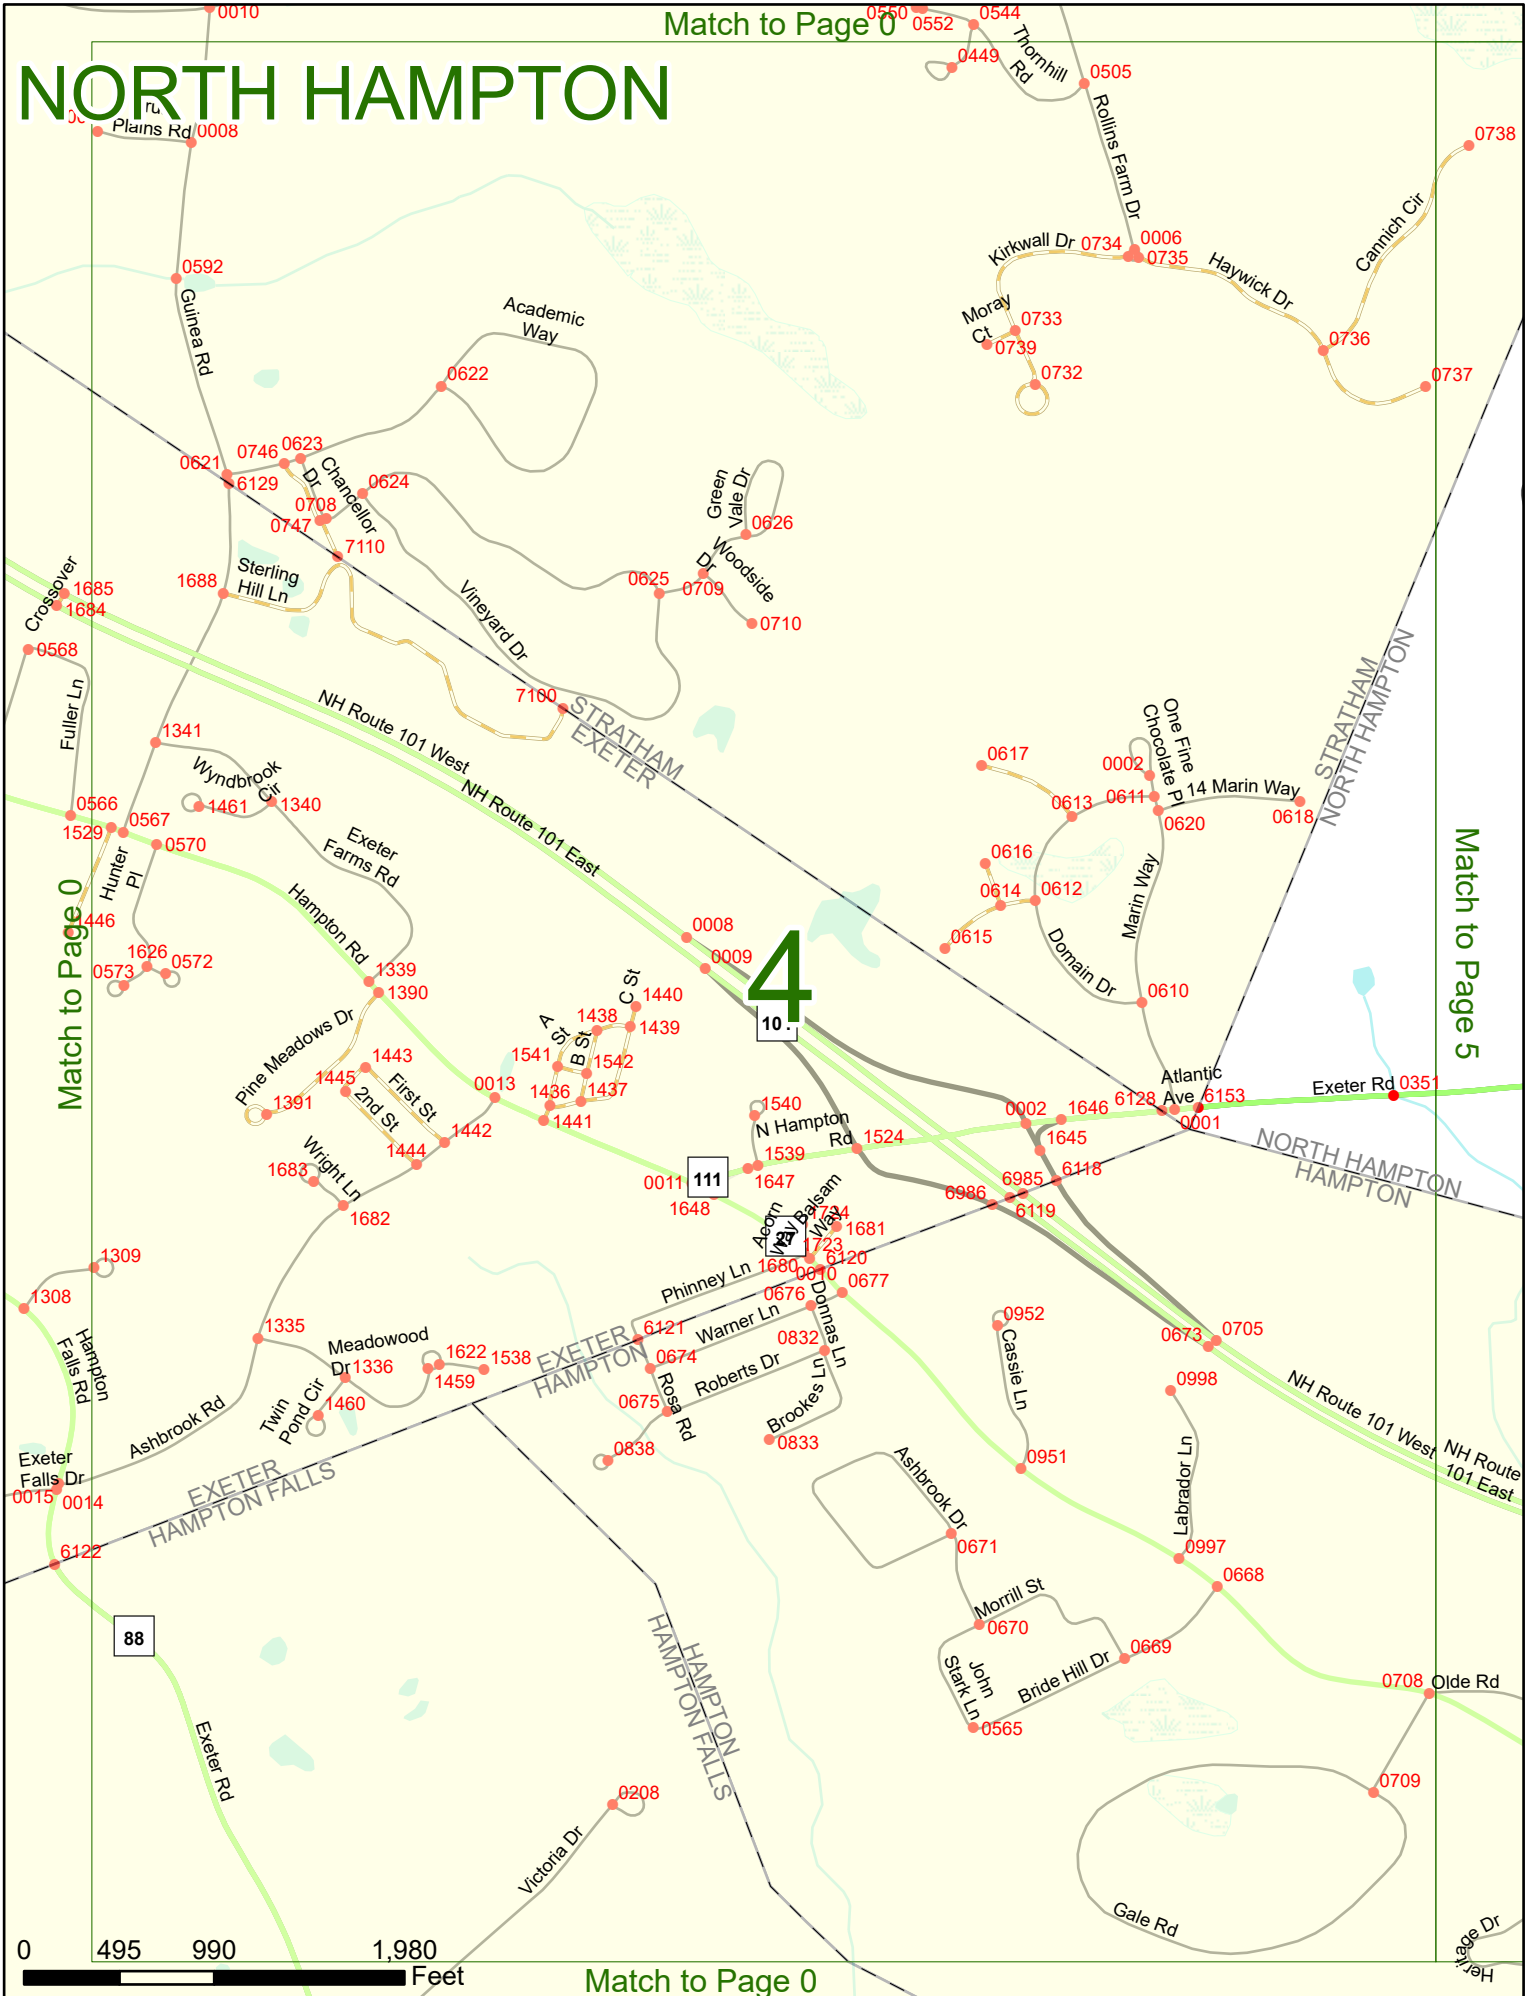 0010
Match to Page 0
0550
0552
0544
0449
Thornhill
Rd
0505
NORTH HAMPTON
Plains Rd
0008
Rollins Farm Dr
0738
Cannich Cir
0592
Guinea Rd
Kirkwall Dr
0734
0006
0735
Haywick Dr
Moray
Ct
0733
0739
0732
0736
0737
Academic
Way
0622
0746
0623
0621
6129
Chancellor
Dr
0624
0708
0747
7110
Green
Vale Dr
0626
Woodside
Dr
0625
0709
0710
Crossover
1685
1684
1688
Sterling
Hill Ln
Vineyard Dr
0568
Fuller Ln
7100
STRATHAM
EXETER
NH Route 101 West
NH Route 101 East
STRATHAM
NORTH HAMPTON
1341
Wyndbrook
Cir
1461
1340
0617
One Fine
Chocolate Pl
0002
0611
14 Marin Way
0618
0613
0620
0566
1529
0567
0570
Hunter
Pl
Exeter
Farms Rd
Hampton Rd
0616
0614
0612
0615
Marin Way
Domain Dr
0610
Match to Page 0
1446
1626
0572
0573
1339
1390
0008
0009
4
Match to Page 5
C St
1440
1438
1439
A
St
B St
1541
1542
1436
1437
1441
Pine Meadows Dr
1443
1445
First St
2nd St
1391
0013
1442
1444
Wright Ln
1683
1682
1540
N Hampton
Rd
1524
1539
1647
0011
111
1648
Atlantic
Ave
Exeter Rd
0351
6128
6153
0001
0002
1646
1645
6118
6985
6986
6119
NORTH HAMPTON
HAMPTON
Acorn
Way
Balsam
Way
1724
1681
27
1723
1680
6120
0010
0677
Phinney Ln
0676
Donnas Ln
Warner Ln
6121
0674
0832
Roberts Dr
Rosa Rd
0675
Brookes Ln
0833
0838
EXETER
HAMPTON
1309
1308
Hampton
Falls Rd
1335
Meadowood
Dr
1336
1622
1538
1459
Twin
Pond Cir
1460
Ashbrook Rd
Exeter
Falls Dr
0015
0014
EXETER
HAMPTON FALLS
6122
88
Exeter Rd
0952
Cassie Ln
0951
0673
0705
0998
Labrador Ln
0997
NH Route 101 West
NH Route
101 East
Ashbrook Dr
0671
Morrill St
0670
0668
0669
John
Stark Ln
Bride Hill Dr
0565
0708
Olde Rd
0709
Gale Rd
HAMPTON
HAMPTON FALLS
0208
Victoria Dr
Heritage Dr
0 495 990 1,980
Feet
Match to Page 0